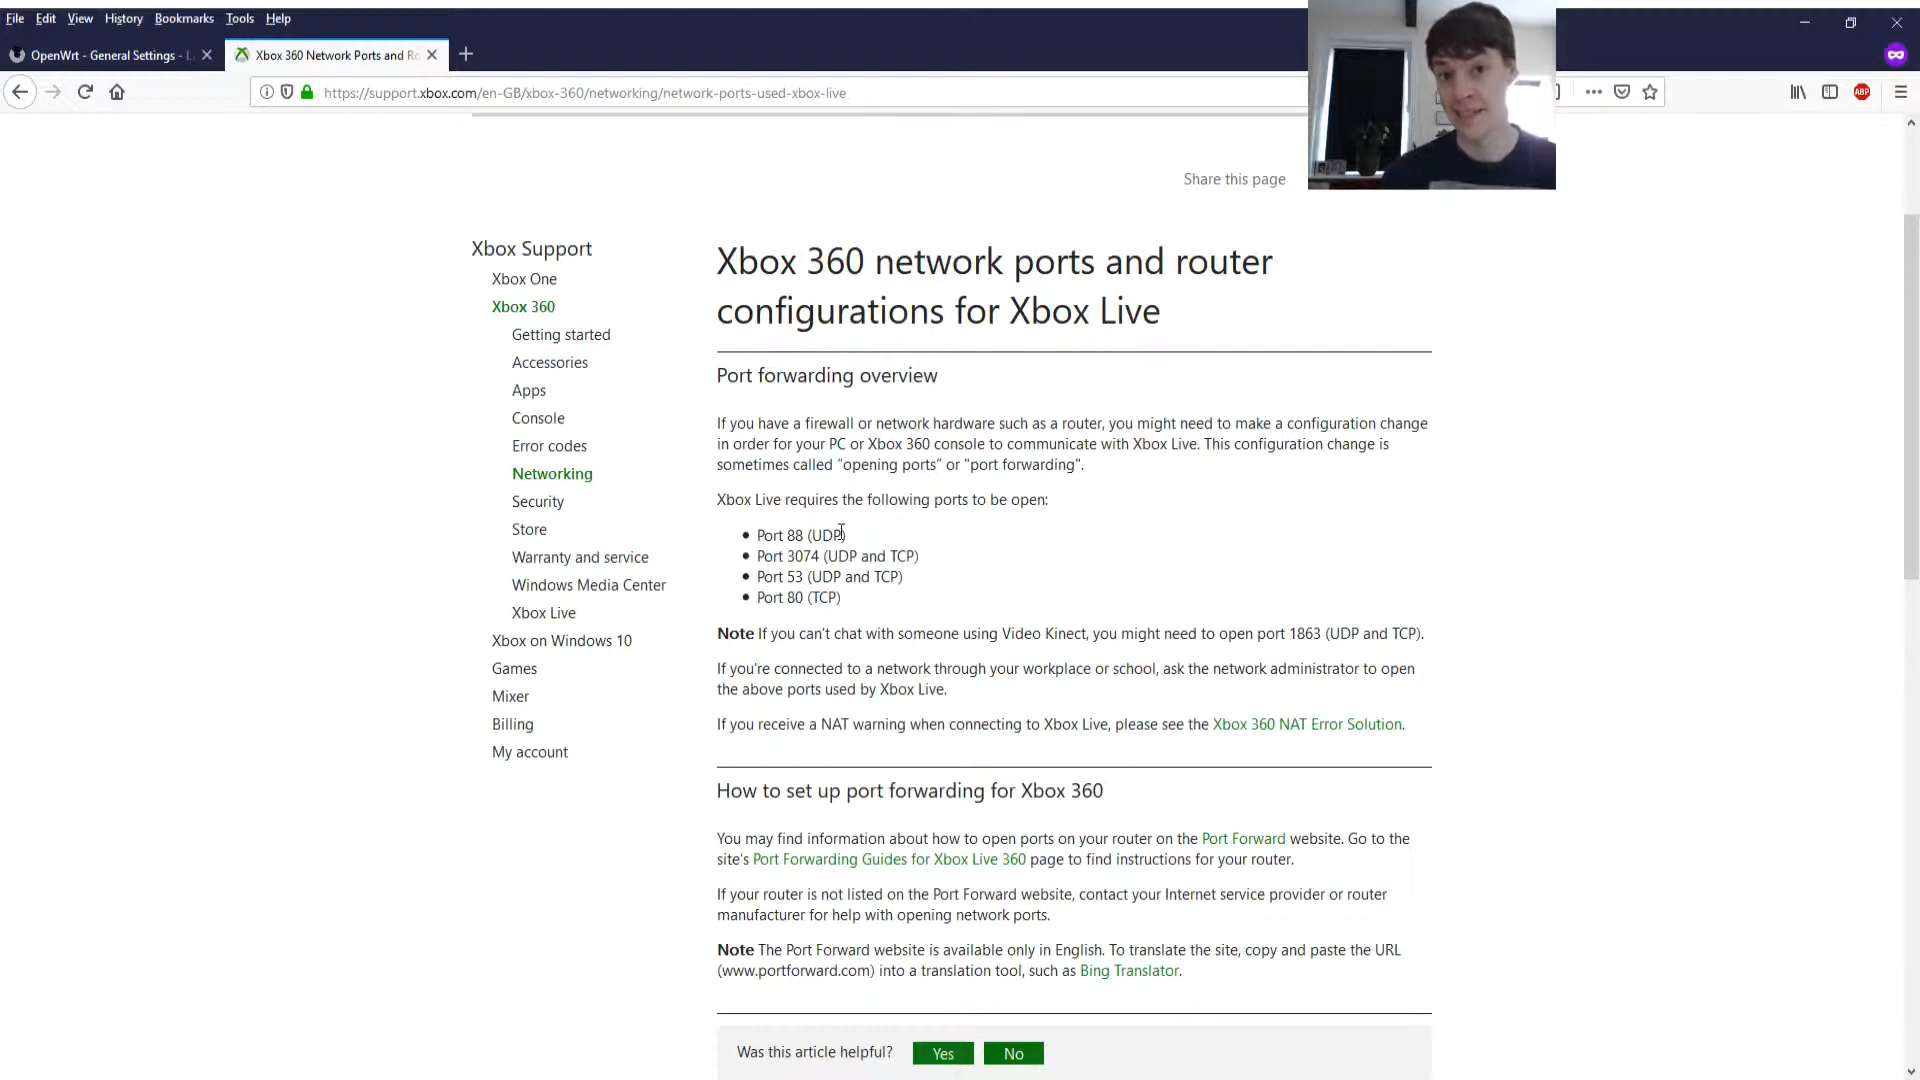 File Edit View History Bookmarks Tools Help
OpenWrt - General Settings - L
Xbox 360 Network Ports and Ro
https://support.xbox.com/en-GB/xbox-360/networking/network-ports-used-xbox-live
ABP
Share this page
Xbox Support
Xbox One
Xbox 360
Getting started
Accessories
Apps
Console
Error codes
Networking
Security
Store
Warranty and service
Windows Media Center
Xbox Live
Xbox on Windows 10
Games
Mixer
Billing
My account
Xbox 360 network ports and router
configurations for Xbox Live
Port forwarding overview
If you have a firewall or network hardware such as a router, you might need to make a configuration change
in order for your PC or Xbox 360 console to communicate with Xbox Live. This configuration change is
sometimes called “opening ports” or "port forwarding".
Xbox Live requires the following ports to be open:
• Port 88 (UDP)
• Port 3074 (UDP and TCP)
• Port 53 (UDP and TCP)
• Port 80 (TCP)
Note If you can’t chat with someone using Video Kinect, you might need to open port 1863 (UDP and TCP).
If you're connected to a network through your workplace or school, ask the network administrator to open
the above ports used by Xbox Live.
If you receive a NAT warning when connecting to Xbox Live, please see the Xbox 360 NAT Error Solution.
How to set up port forwarding for Xbox 360
You may find information about how to open ports on your router on the Port Forward website. Go to the
site’s Port Forwarding Guides for Xbox Live 360 page to find instructions for your router.
If your router is not listed on the Port Forward website, contact your Internet service provider or router
manufacturer for help with opening network ports.
Note The Port Forward website is available only in English. To translate the site, copy and paste the URL
(www.portforward.com) into a translation tool, such as Bing Translator.
Was this article helpful? Yes No